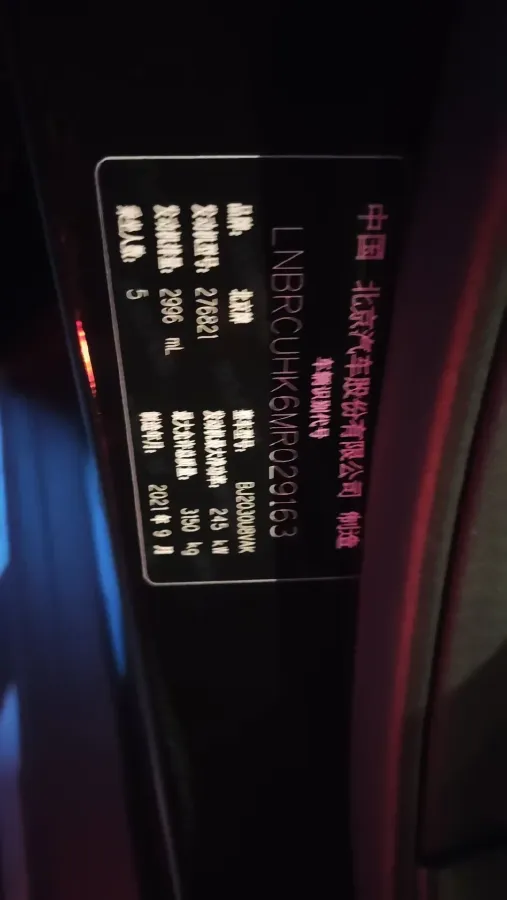 中国 北京汽车股份有限公司 制造
车辆识别代号
LNBRCUHK6MR029163
品牌: 北京牌 整车型号: BJ2030UBVAK
发动机型号: 276821 发动机最大净功率: 245 kW
发动机排量: 2996 mL 最大允许总质量: 3150 kg
乘坐人数: 5 制造年月: 2021年9月